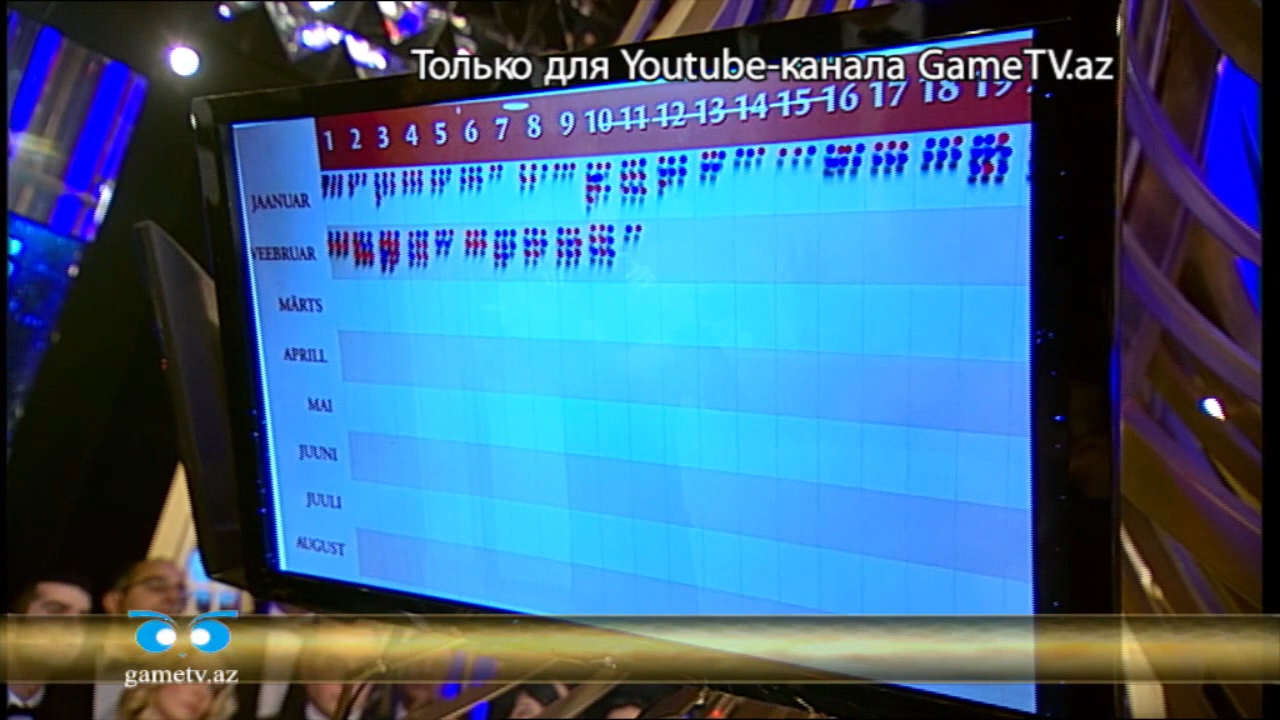 Только для Youtube-канала GameTV.az
1 2 3 4 5 6 7 8 9 10 11 12 13 14 15 16 17 18 19
JAANUAR
VEEBRUAR
MÄRTS
APRILL
MAI
JUUNI
JUULI
AUGUST
gametv.az